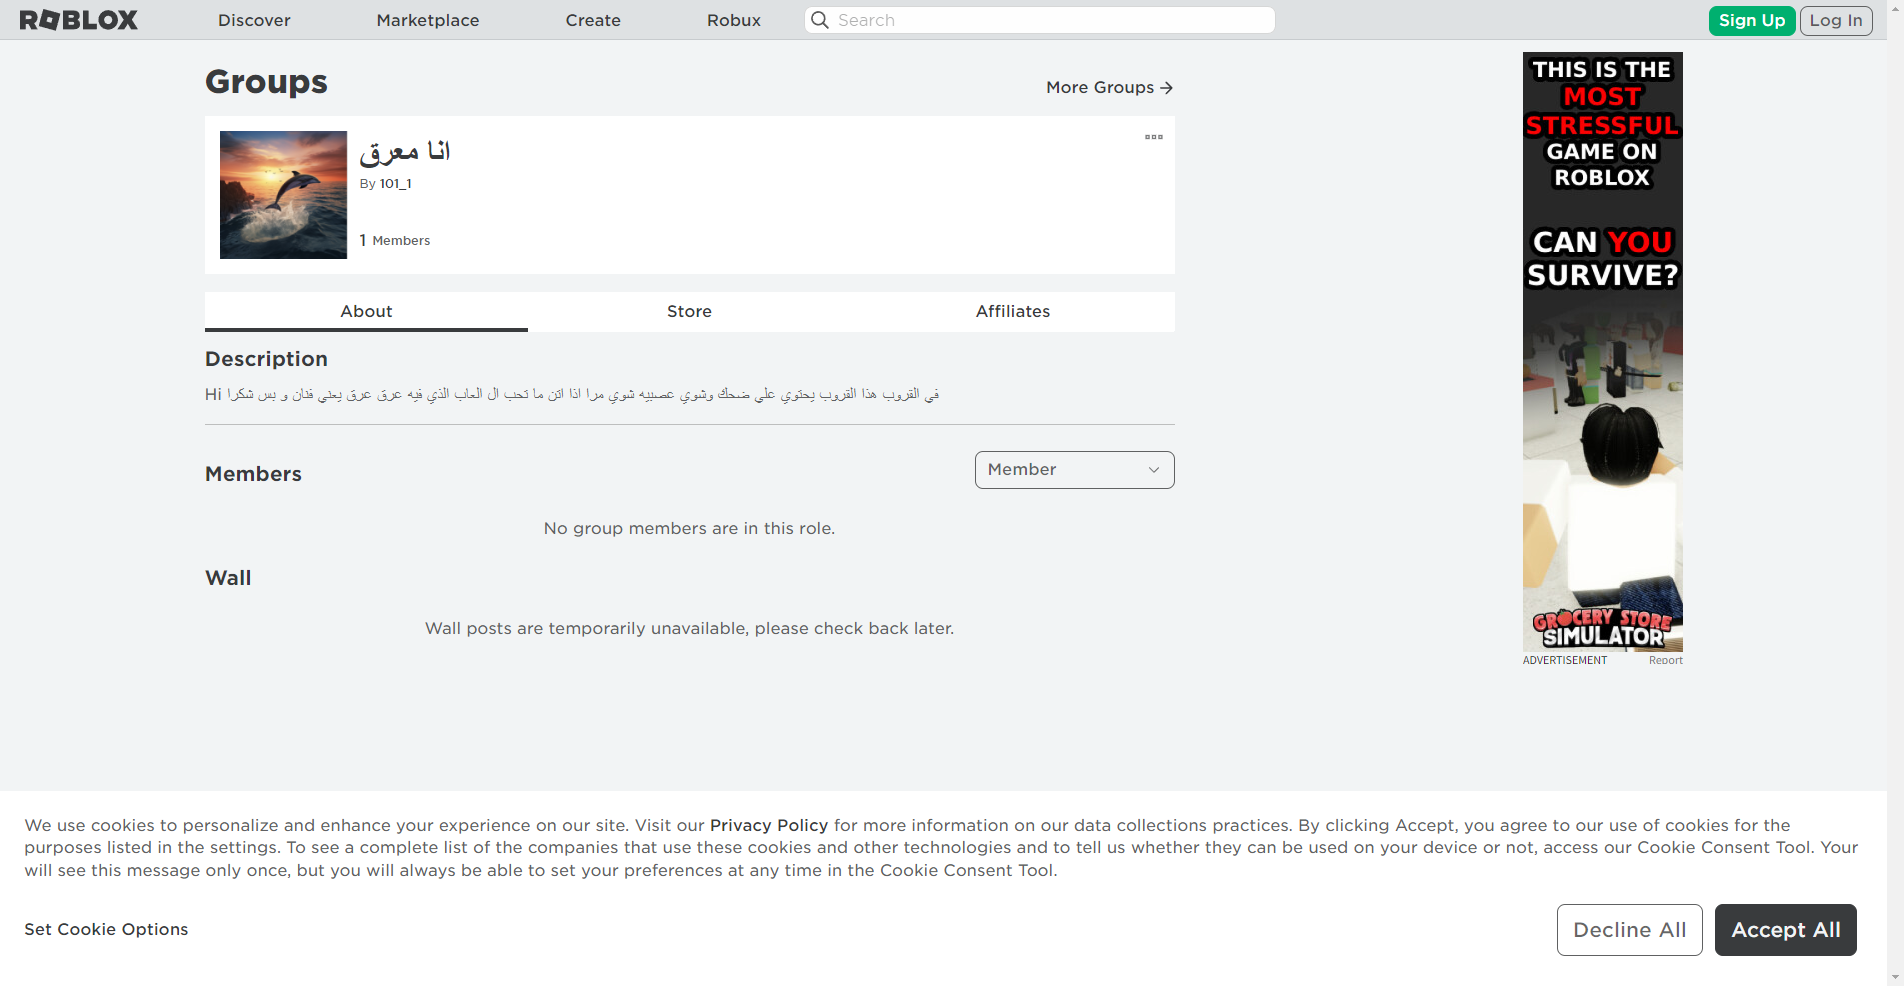 ROBLOX
Discover
Marketplace
Create
Robux
Search
Sign Up
Log In
Groups
More Groups
انا معرق
By 101_1
1 Members
About
Store
Affiliates
Description
Hi في القروب هذا القروب يحتوي علي ضحك وشوي عصبيه شوي مرا اذا اتن ما تحب ال العاب الذي فيه عرق عرق يعني فنان و بس شكرا
Members
Member
No group members are in this role.
Wall
Wall posts are temporarily unavailable, please check back later.
THIS IS THE
MOST
STRESSFUL
GAME ON
ROBLOX
CAN YOU
SURVIVE?
GROCERY STORE
SIMULATOR
ADVERTISEMENT
Report
We use cookies to personalize and enhance your experience on our site. Visit our Privacy Policy for more information on our data collections practices. By clicking Accept, you agree to our use of cookies for the
purposes listed in the settings. To see a complete list of the companies that use these cookies and other technologies and to tell us whether they can be used on your device or not, access our Cookie Consent Tool. Your
will see this message only once, but you will always be able to set your preferences at any time in the Cookie Consent Tool.
Set Cookie Options
Decline All
Accept All